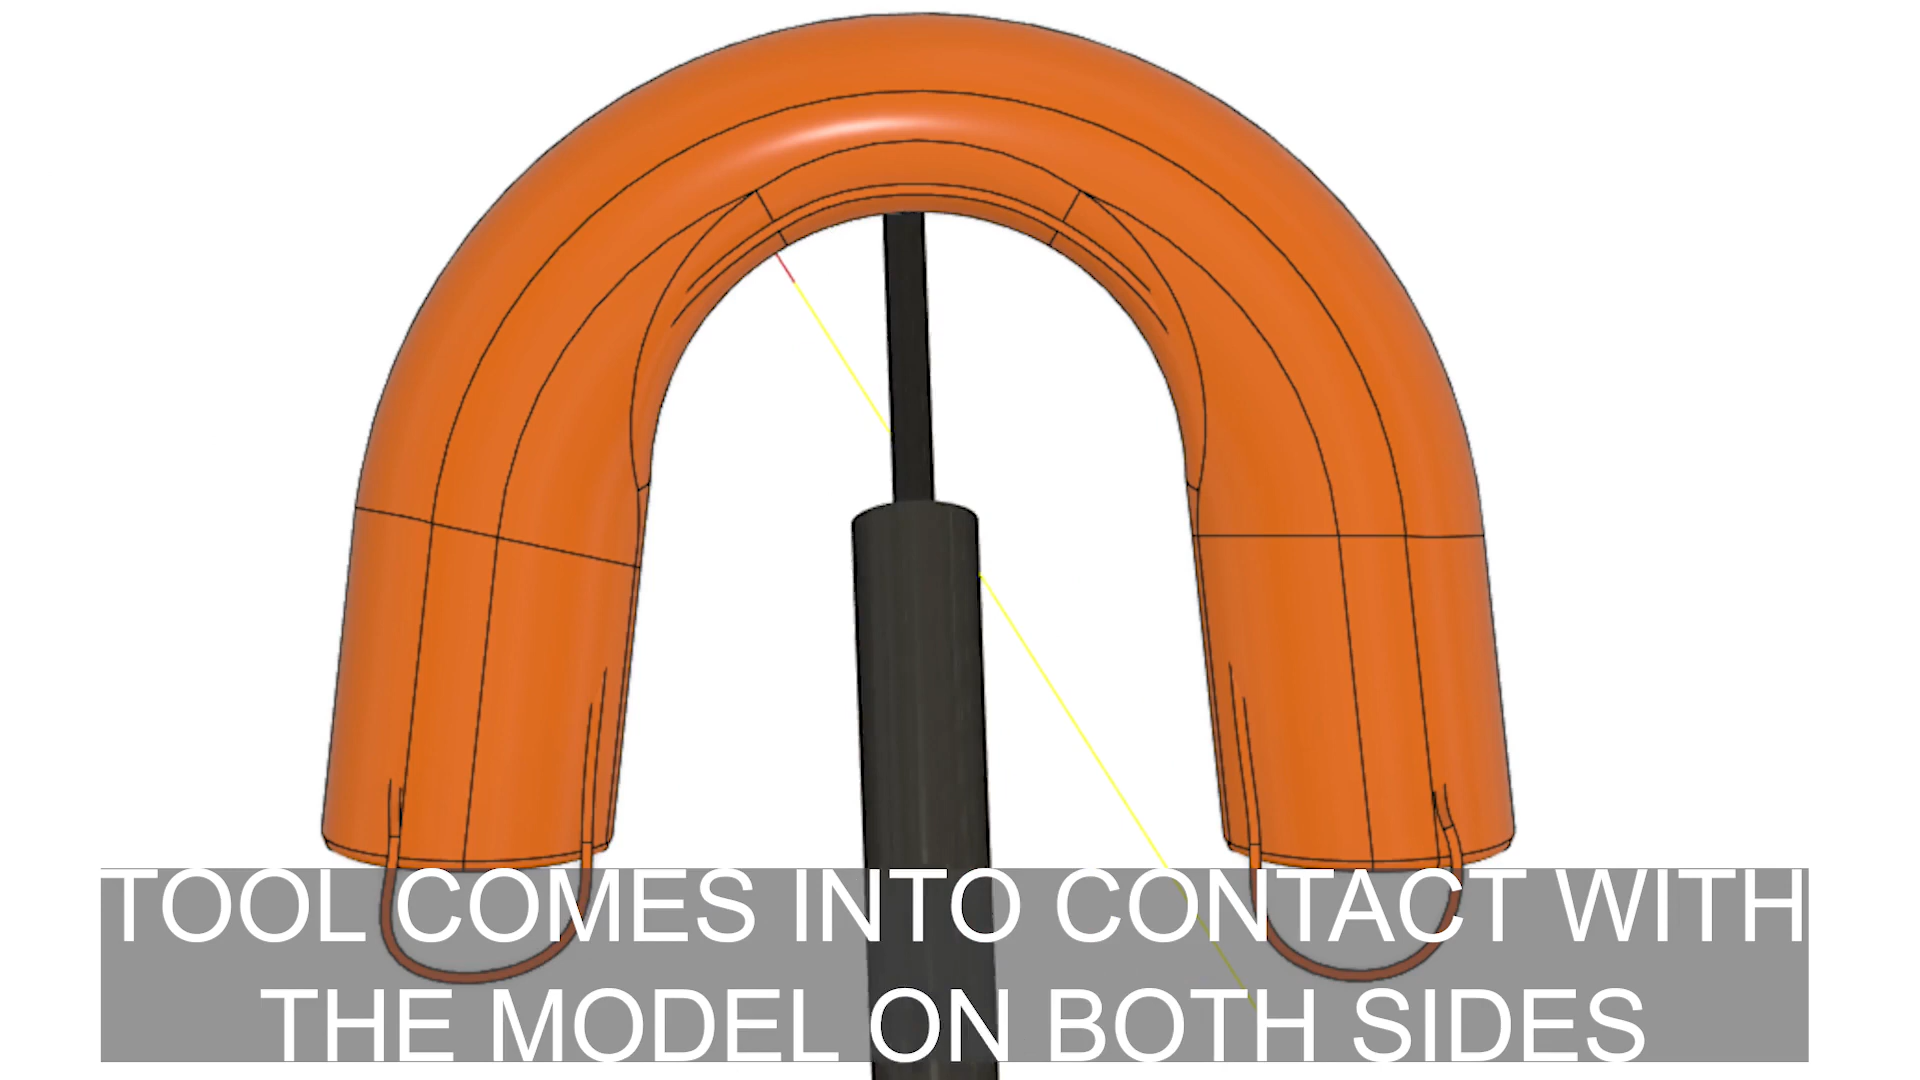 TOOL COMES INTO CONTACT WITH
THE MODEL ON BOTH SIDES